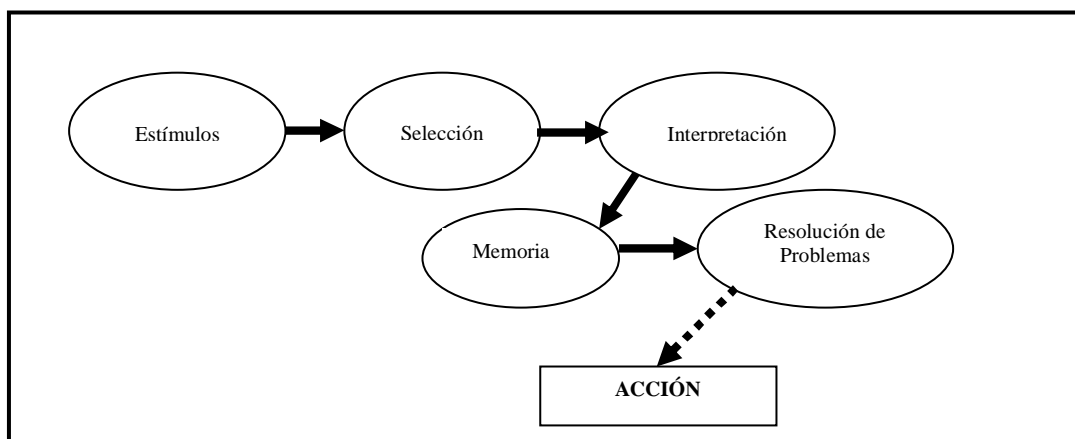 Estímulos
Selección
Interpretación
Memoria
Resolución de
Problemas
ACCIÓN